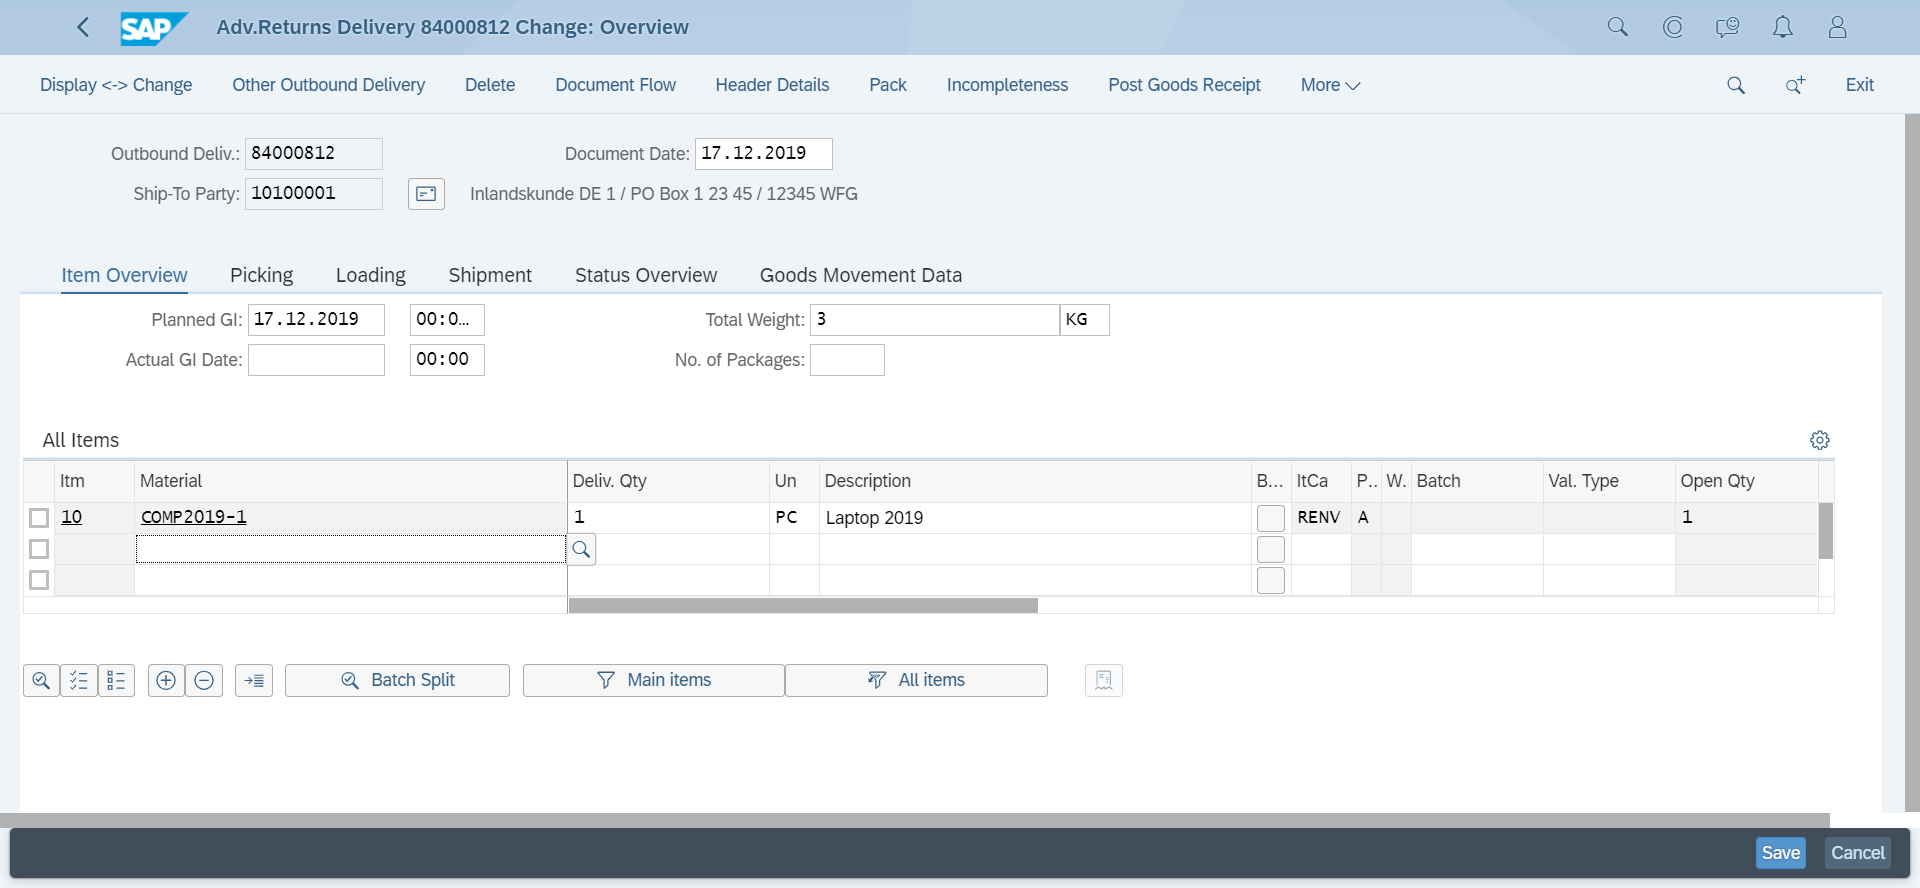 SAP Adv.Returns Delivery 84000812 Change: Overview
Display <-> Change Other Outbound Delivery Delete Document Flow Header Details Pack Incompleteness Post Goods Receipt More Exit
Outbound Deliv.: 84000812 Document Date: 17.12.2019
Ship-To Party: 10100001 Inlandskunde DE 1 / PO Box 1 23 45 / 12345 WFG
Item Overview Picking Loading Shipment Status Overview Goods Movement Data
Planned GI: 17.12.2019 00:0... Total Weight: 3 KG
Actual GI Date: 00:00 No. of Packages:
All Items
Itm Material Deliv. Qty Un Description B... ItCa P.. W. Batch Val. Type Open Qty
10 COMP2019-1 1 PC Laptop 2019 RENV A 1
Batch Split Main items All items
Save Cancel